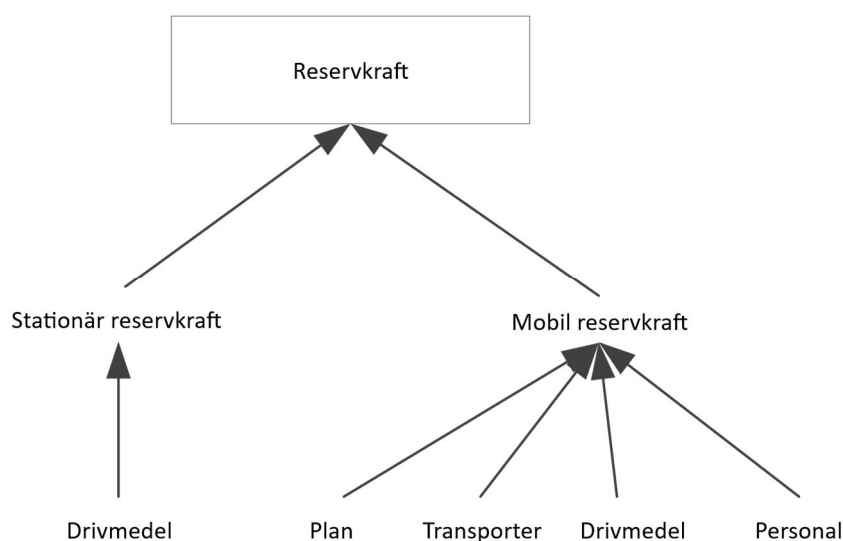 Reservkraft
Stationär reservkraft
Mobil reservkraft
Drivmedel
Plan
Transporter
Drivmedel
Personal